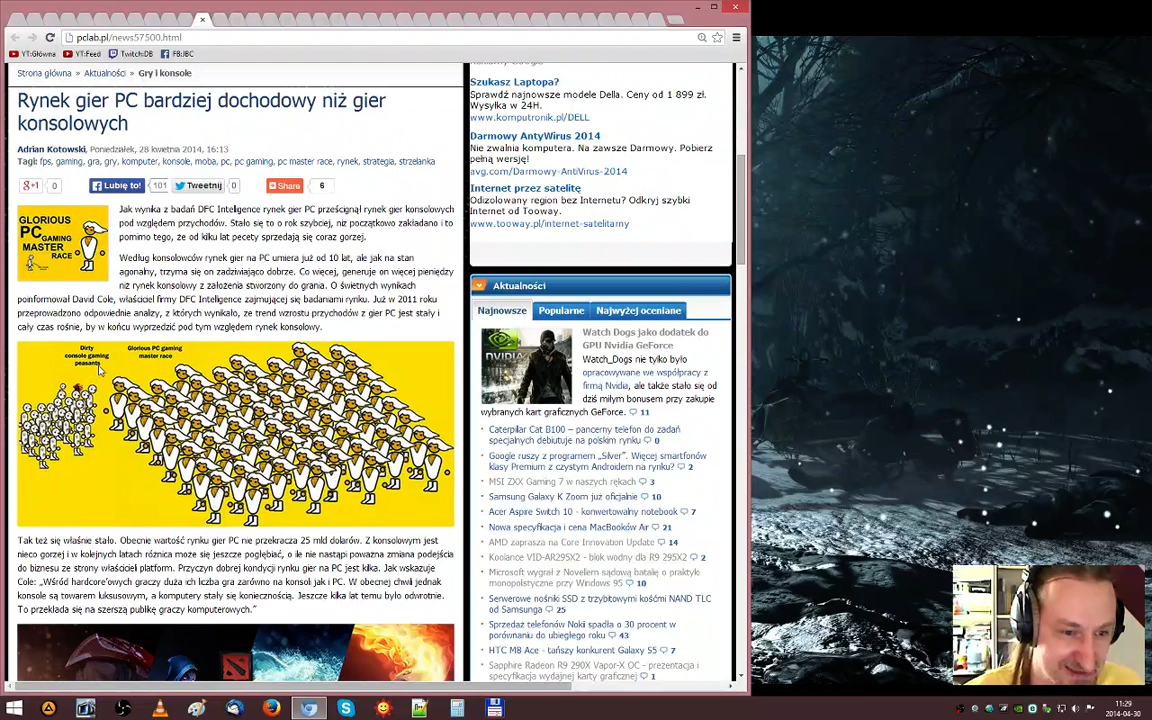 pclab.pl/news57500.html
YT:Główna
YT:Feed
Twitch:DB
FB:JBC
Strona główna » Aktualności » Gry i konsole
Rynek gier PC bardziej dochodowy niż gier
konsolowych
Adrian Kotowski, Poniedziałek, 28 kwietnia 2014, 16:13
Tagi: fps, gaming, gra, gry, komputer, konsole, moba, pc, pc gaming, pc master race, rynek, strategia, strzelanka
g+1 0
Lubię to! 101
Tweetnij 0
Share 6
GLORIOUS
PC
GAMING
MASTER
RACE
Jak wynika z badań DFC Inteligence rynek gier PC prześcignął rynek gier konsolowych
pod względem przychodów. Stało się to o rok szybciej, niż początkowo zakładano i to
pomimo tego, że od kilku lat pecety sprzedają się coraz gorzej.
Według konsolowców rynek gier na PC umiera już od 10 lat, ale jak na stan
agonalny, trzyma się on zadziwiająco dobrze. Co więcej, generuje on więcej pieniędzy
niż rynek konsolowy z założenia stworzony do grania. O świetnych wynikach
poinformował David Cole, właściciel firmy DFC Inteligence zajmującej się badaniami rynku. Już w 2011 roku
przeprowadzono odpowiednie analizy, z których wynikało, że trend wzrostu przychodów z gier PC jest stały i
cały czas rośnie, by w końcu wyprzedzić pod tym względem rynek konsolowy.
Dirty
console gaming
peasants
Glorious PC gaming
master race
Tak też się właśnie stało. Obecne wartość rynku gier PC nie przekracza 25 mld dolarów. Z konsolowym jest
nieco gorzej i w kolejnych latach różnica może się jeszcze pogłębiać, o ile nie nastąpi poważna zmiana podejścia
do biznesu ze strony właścicieli platform. Przyczyn dobrej kondycji rynku gier na PC jest kilka. Jak wskazuje
Cole: „Wśród hardcore'owych graczy duża ich liczba gra zarówno na konsoli jak i PC. W obecnej chwili jednak
konsole są towarem luksusowym, a komputery stały się koniecznością. Jeszcze kilka lat temu było odwrotnie.
To przekłada się na szerszą publikę graczy komputerowych."
Szukasz Laptopa?
Sprawdź najnowsze modele Della. Ceny od 1 899 zł.
Wysyłka w 24H.
www.komputronik.pl/DELL
Darmowy AntyWirus 2014
Nie zwalnia komputera. Na zawsze Darmowy. Pobierz
pełną wersję!
avg.com/Darmowy-AntiVirus-2014
Internet przez satelitę
Odizolowany region bez Internetu? Odkryj szybki
Internet od Tooway.
www.tooway.pl/internet-satelitarny
Aktualności
Najnowsze
Popularne
Najwyżej oceniane
NVIDIA
Watch Dogs jako dodatek do
GPU Nvidia GeForce
Watch_Dogs nie tylko było
opracowywane we współpracy z
firmą Nvidia, ale także stało się od
dziś miłym bonusem przy zakupie
wybranych kart graficznych GeForce. 11
Caterpilar Cat B100 – pancerny telefon do zadań
specjalnych debiutuje na polskim rynku 0
Google ruszy z programem „Silver". Więcej smartfonów
klasy Premium z czystym Androidem na rynku? 2
MSI ZXX Gaming 7 w naszych rękach 3
Samsung Galaxy K Zoom już oficjalnie 10
Acer Aspire Switch 10 - konwertowalny notebook 7
Nowa specyfikacja i cena MacBooków Air 21
AMD zaprasza na Core Innovation Update 14
Koolance VID-AR295X2 - blok wodny dla R9 295X2 2
Microsoft wygrał z Novellem sądową batalię o praktyki
monopolistyczne przy Windows 95 10
Serwerowe nośniki SSD z trzybitowymi kośćmi NAND TLC
od Samsunga 25
Sprzedaż telefonów Nokii spadła o 30 procent w
porównaniu do ubiegłego roku 43
HTC M8 Ace - tańszy konkurent Galaxy S5 7
Sapphire Radeon R9 290X Vapor-X OC - prezentacja i
specyfikacja wydajnej karty graficznej 1
11:29
2014-04-30